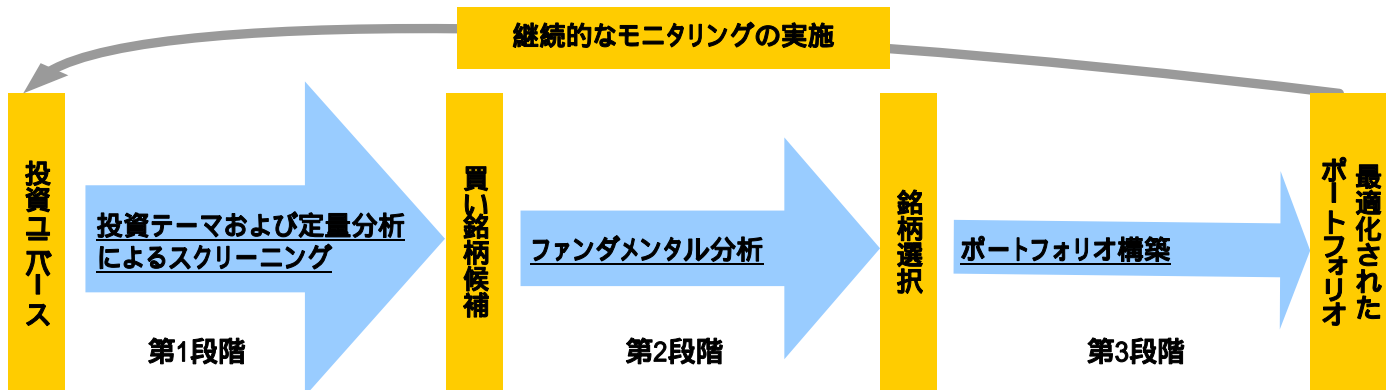 継続的なモニタリングの実施
投資ユニバース
投資テーマおよび定量分析
によるスクリーニング
第1段階
買い銘柄候補
ファンダメンタル分析
第2段階
銘柄選択
ポートフォリオ構築
第3段階
最適化された
ポートフォリオ